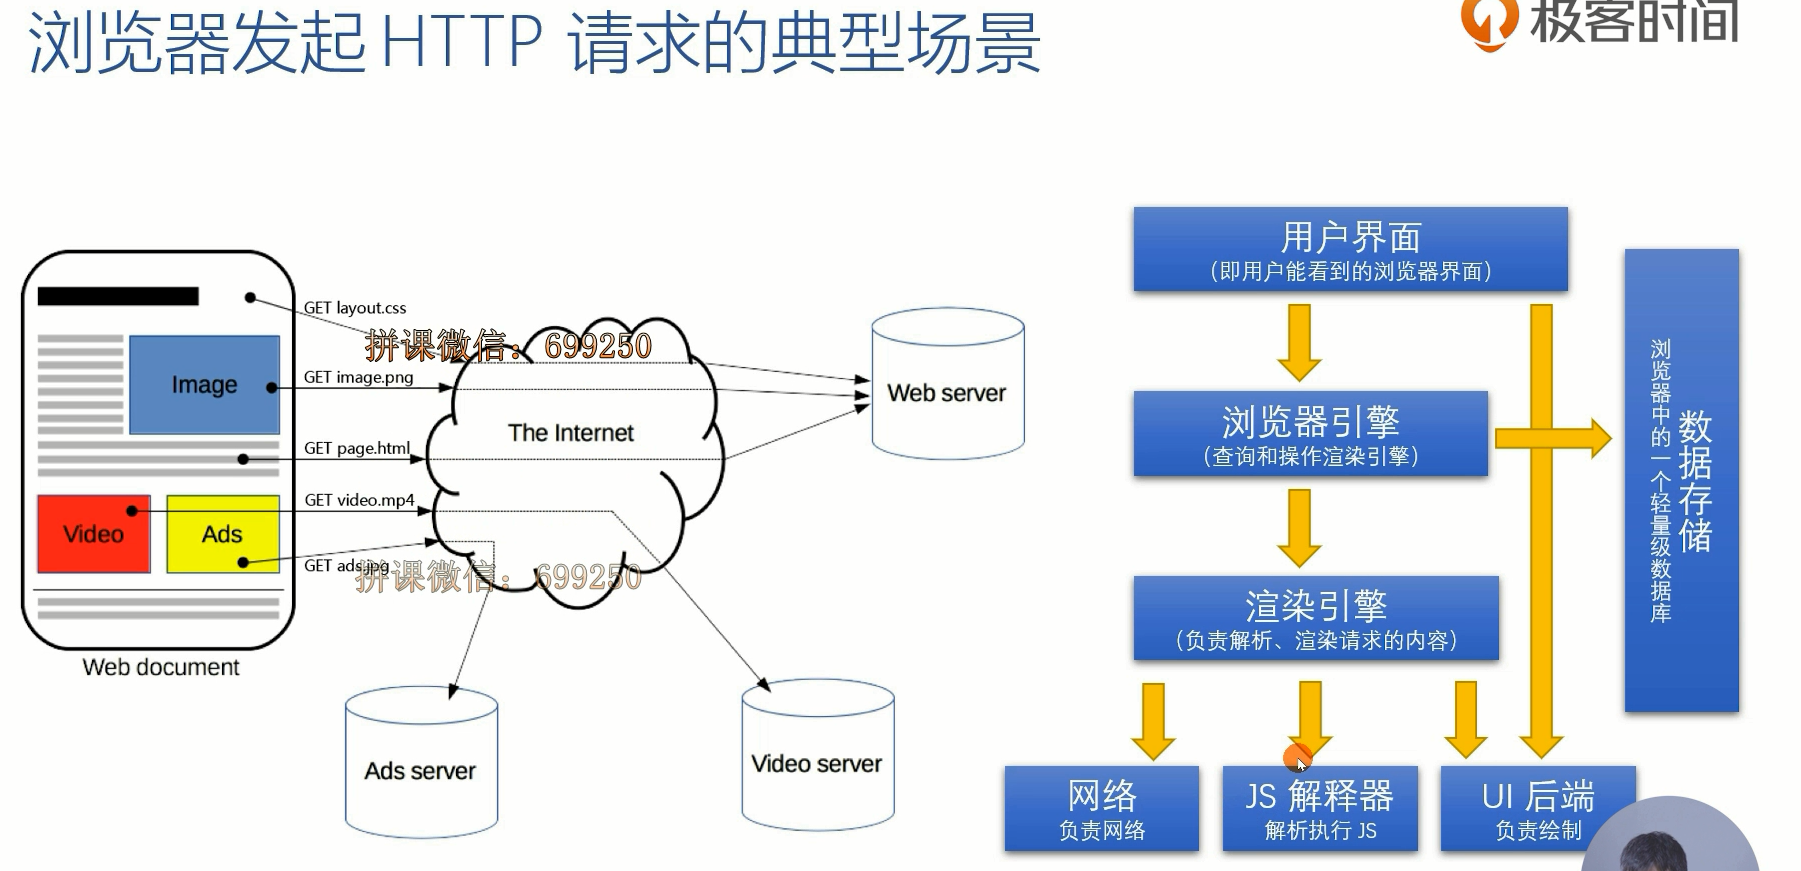 浏览器发起 HTTP 请求的典型场景
极客时间
GET layout.css
拼课微信：699250
Image
GET image.png
The Internet
Web server
GET page.html
GET video.mp4
Video
Ads
GET ads.jpg
拼课微信：699250
Web document
Ads server
Video server
用户界面
（即用户能看到的浏览器界面）
浏览器引擎
（查询和操作渲染引擎）
渲染引擎
（负责解析、渲染请求的内容）
网络
负责网络
JS 解释器
解析执行 JS
UI 后端
负责绘制
数据存储
浏览器中的一个轻量级数据库